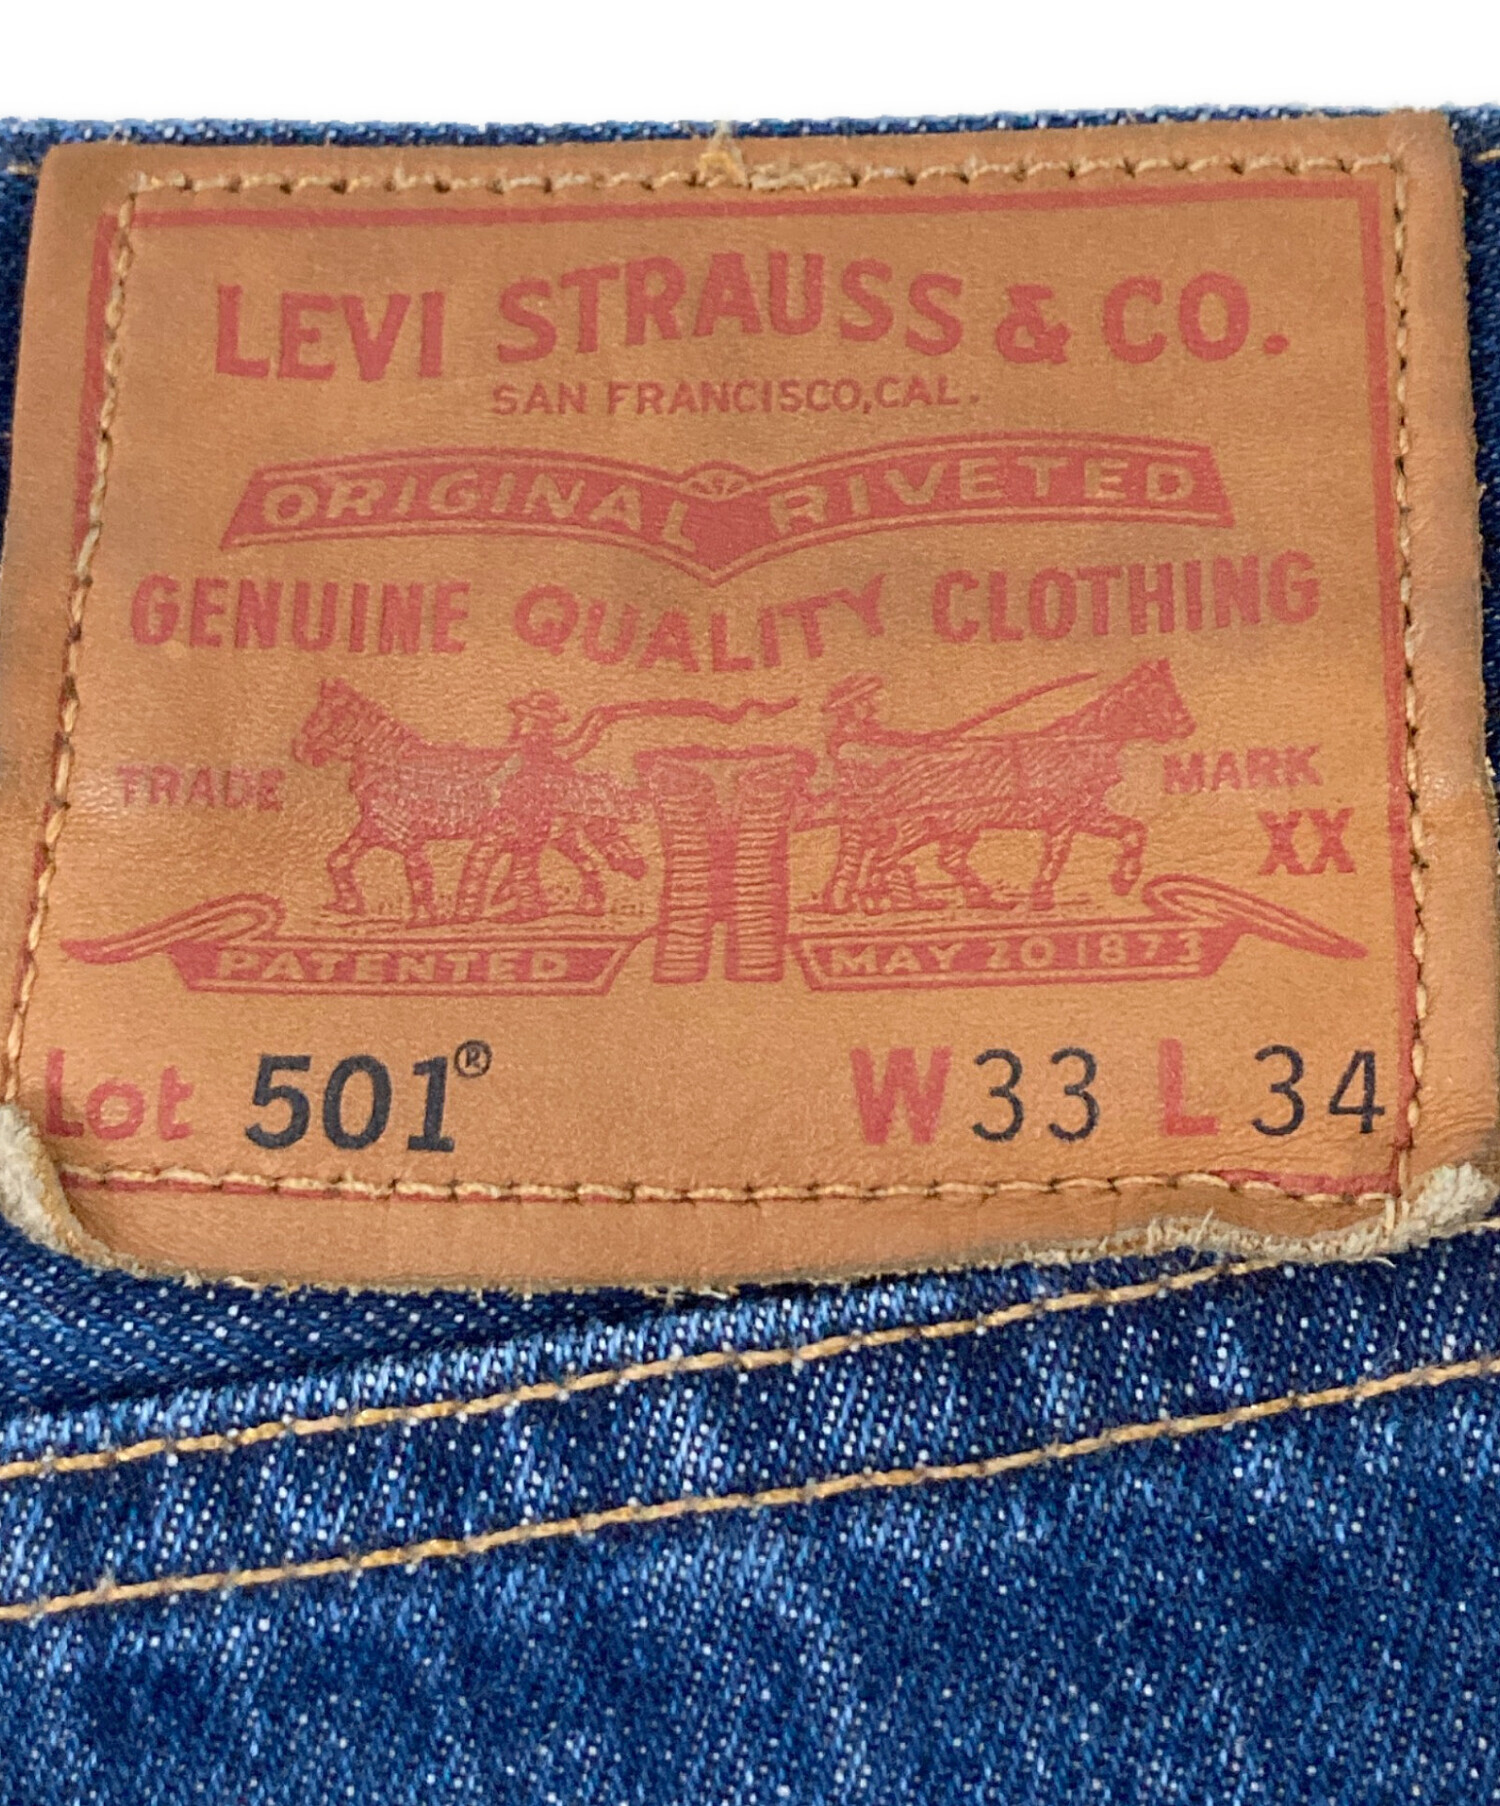 LEVI STRAUSS & CO.
SAN FRANCISCO, CAL.
ORIGINAL RIVETED
GENUINE QUALITY CLOTHING
TRADE MARK
XX
PATENTED MAY 20 1873
Lot 501® W 33 L 34